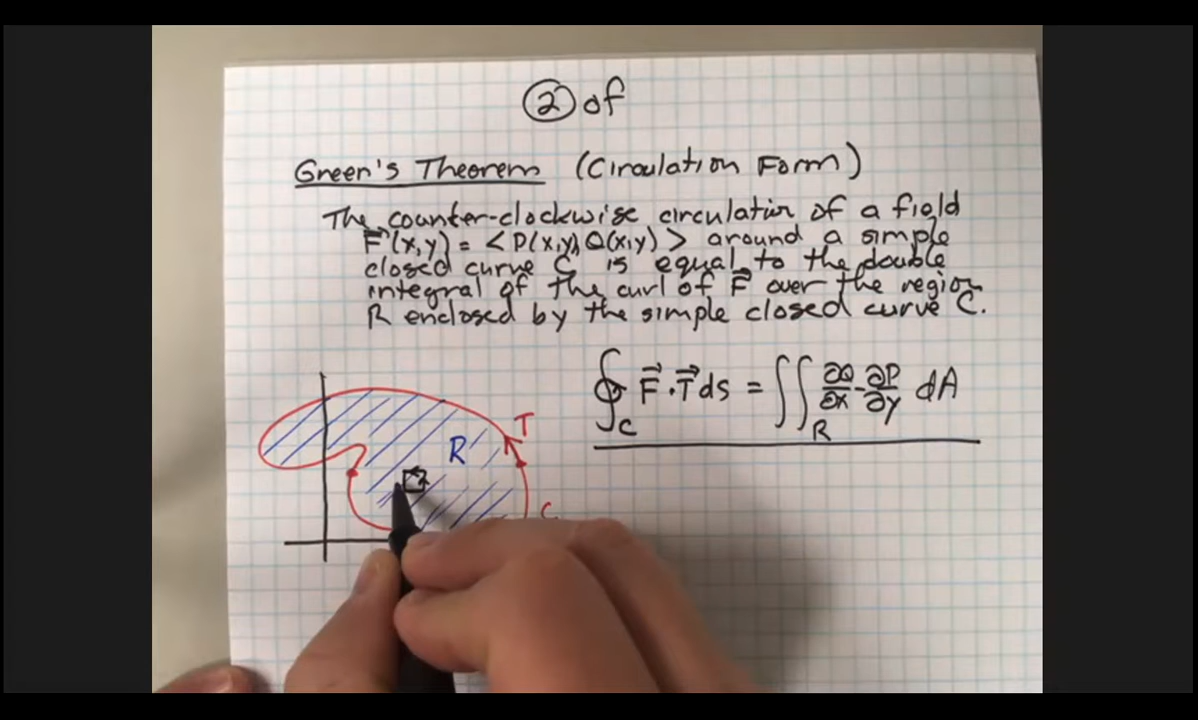 ② of
Green's Theorem (Circulation Form)
The counter-clockwise circulation of a field
F⃗(x,y) = <P(x,y), Q(x,y)> around a simple
closed curve C is equal to the double
integral of the curl of F⃗ over the region
R enclosed by the simple closed curve C.
∮_C F⃗·T⃗ ds = ∬_R ∂Q/∂x - ∂P/∂y dA
T
R
C